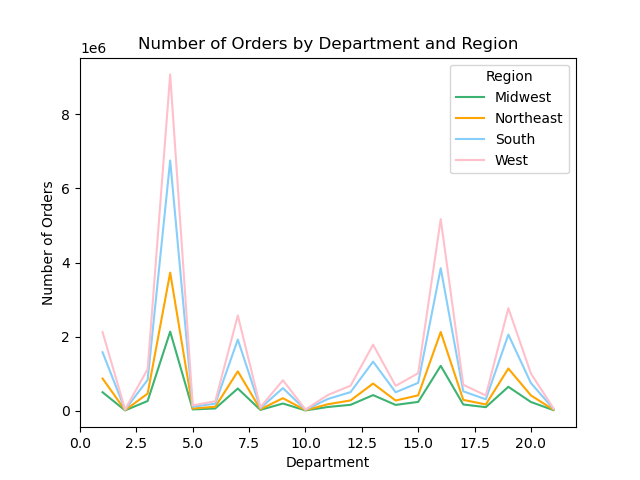 Number of Orders by Department and Region
1e6
Region
Midwest
Northeast
South
West
8
6
4
2
0
Number of Orders
0.0 2.5 5.0 7.5 10.0 12.5 15.0 17.5 20.0
Department